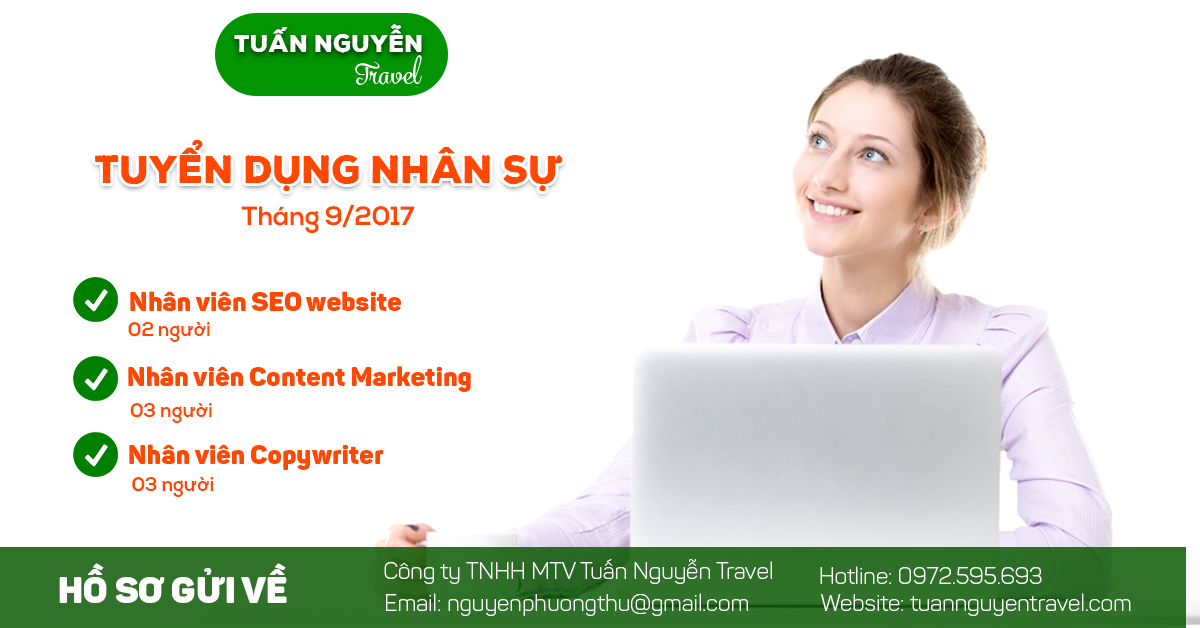 TUẤN NGUYỄN
Travel
TUYỂN DỤNG NHÂN SỰ
Tháng 9/2017
Nhân viên SEO website
02 người
Nhân viên Content Marketing
03 người
Nhân viên Copywriter
03 người
HỒ SƠ GỬI VỀ
Công ty TNHH MTV Tuấn Nguyễn Travel
Email: nguyenphuongthu@gmail.com
Hotline: 0972.595.693
Website: tuannguyentravel.com